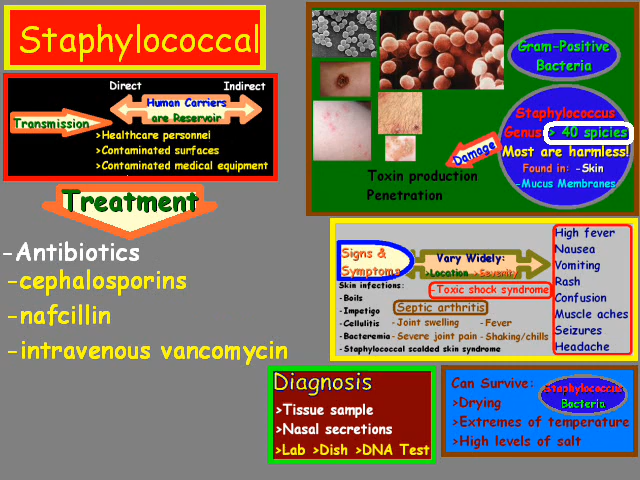 Staphylococcal
Direct Indirect
Human Carriers
are Reservoir
Transmission
>Healthcare personnel
>Contaminated surfaces
>Contaminated medical equipment
Treatment
-Antibiotics
-cephalosporins
-nafcillin
-intravenous vancomycin
Gram-Positive
Bacteria
Staphylococcus
Genus: > 40 spicies
Most are harmless!
Found in: -Skin
-Mucus Membranes
Damage
Toxin production
Penetration
Signs &
Symptoms
Vary Widely:
>Location >Severity
Skin infections:
-Boils
-Impetigo
-Cellulitis
-Bacteremia
-Staphylococcal scalded skin syndrome
-Toxic shock syndrome
Septic arthritis
-Joint swelling -Fever
-Severe joint pain -Shaking/chills
High fever
Nausea
Vomiting
Rash
Confusion
Muscle aches
Seizures
Headache
Diagnosis
>Tissue sample
>Nasal secretions
>Lab >Dish >DNA Test
Can Survive:
Staphylococcus
Bacteria
>Drying
>Extremes of temperature
>High levels of salt